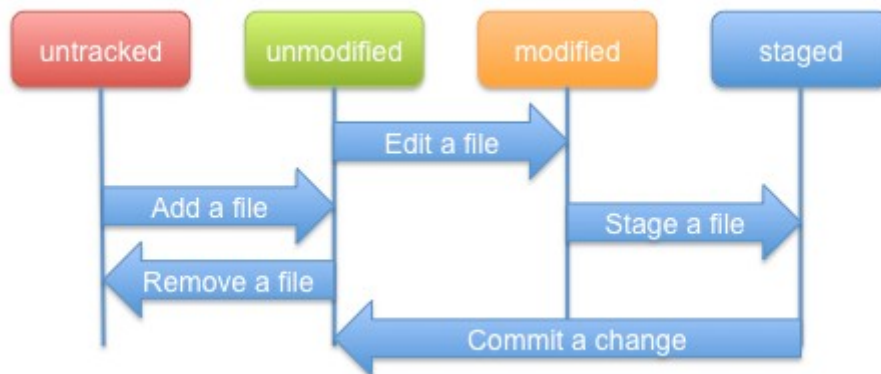 untracked
unmodified
modified
staged
Edit a file
Add a file
Stage a file
Remove a file
Commit a change